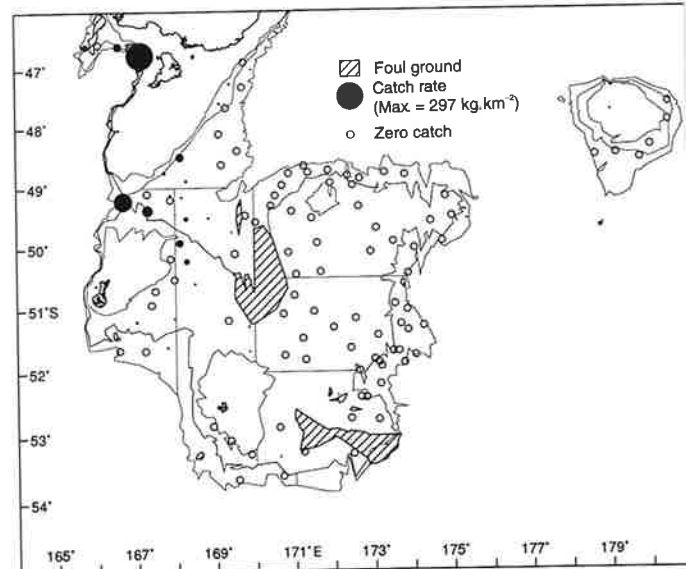 Foul ground
Catch rate
(Max. = 297 kg.km⁻²)
Zero catch
47°
48°
49°
50°
51°S
52°
53°
54°
165° 167° 169° 171° E 173° 175° 177° 179°